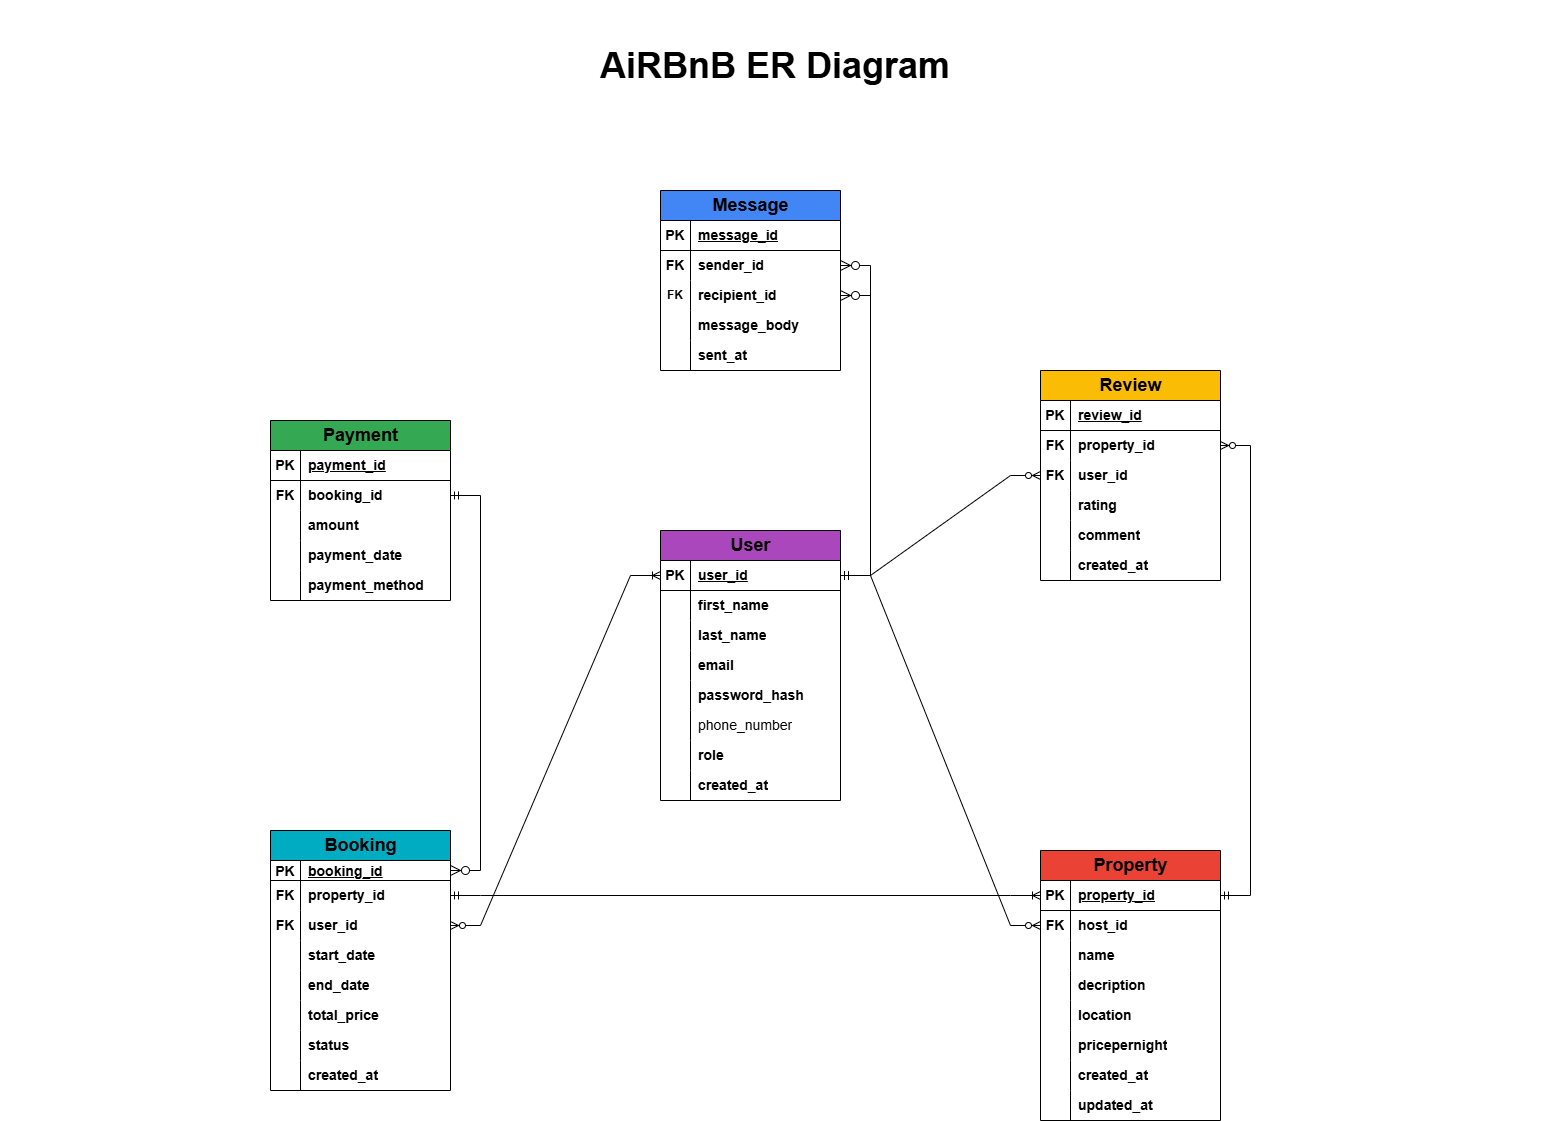 AiRBnB ER Diagram
Message
PK message_id
FK sender_id
FK recipient_id
message_body
sent_at
Review
PK review_id
FK property_id
FK user_id
rating
comment
created_at
Payment
PK payment_id
FK booking_id
amount
payment_date
payment_method
User
PK user_id
first_name
last_name
email
password_hash
phone_number
role
created_at
Booking
PK booking_id
FK property_id
FK user_id
start_date
end_date
total_price
status
created_at
Property
PK property_id
FK host_id
name
decription
location
pricepernight
created_at
updated_at